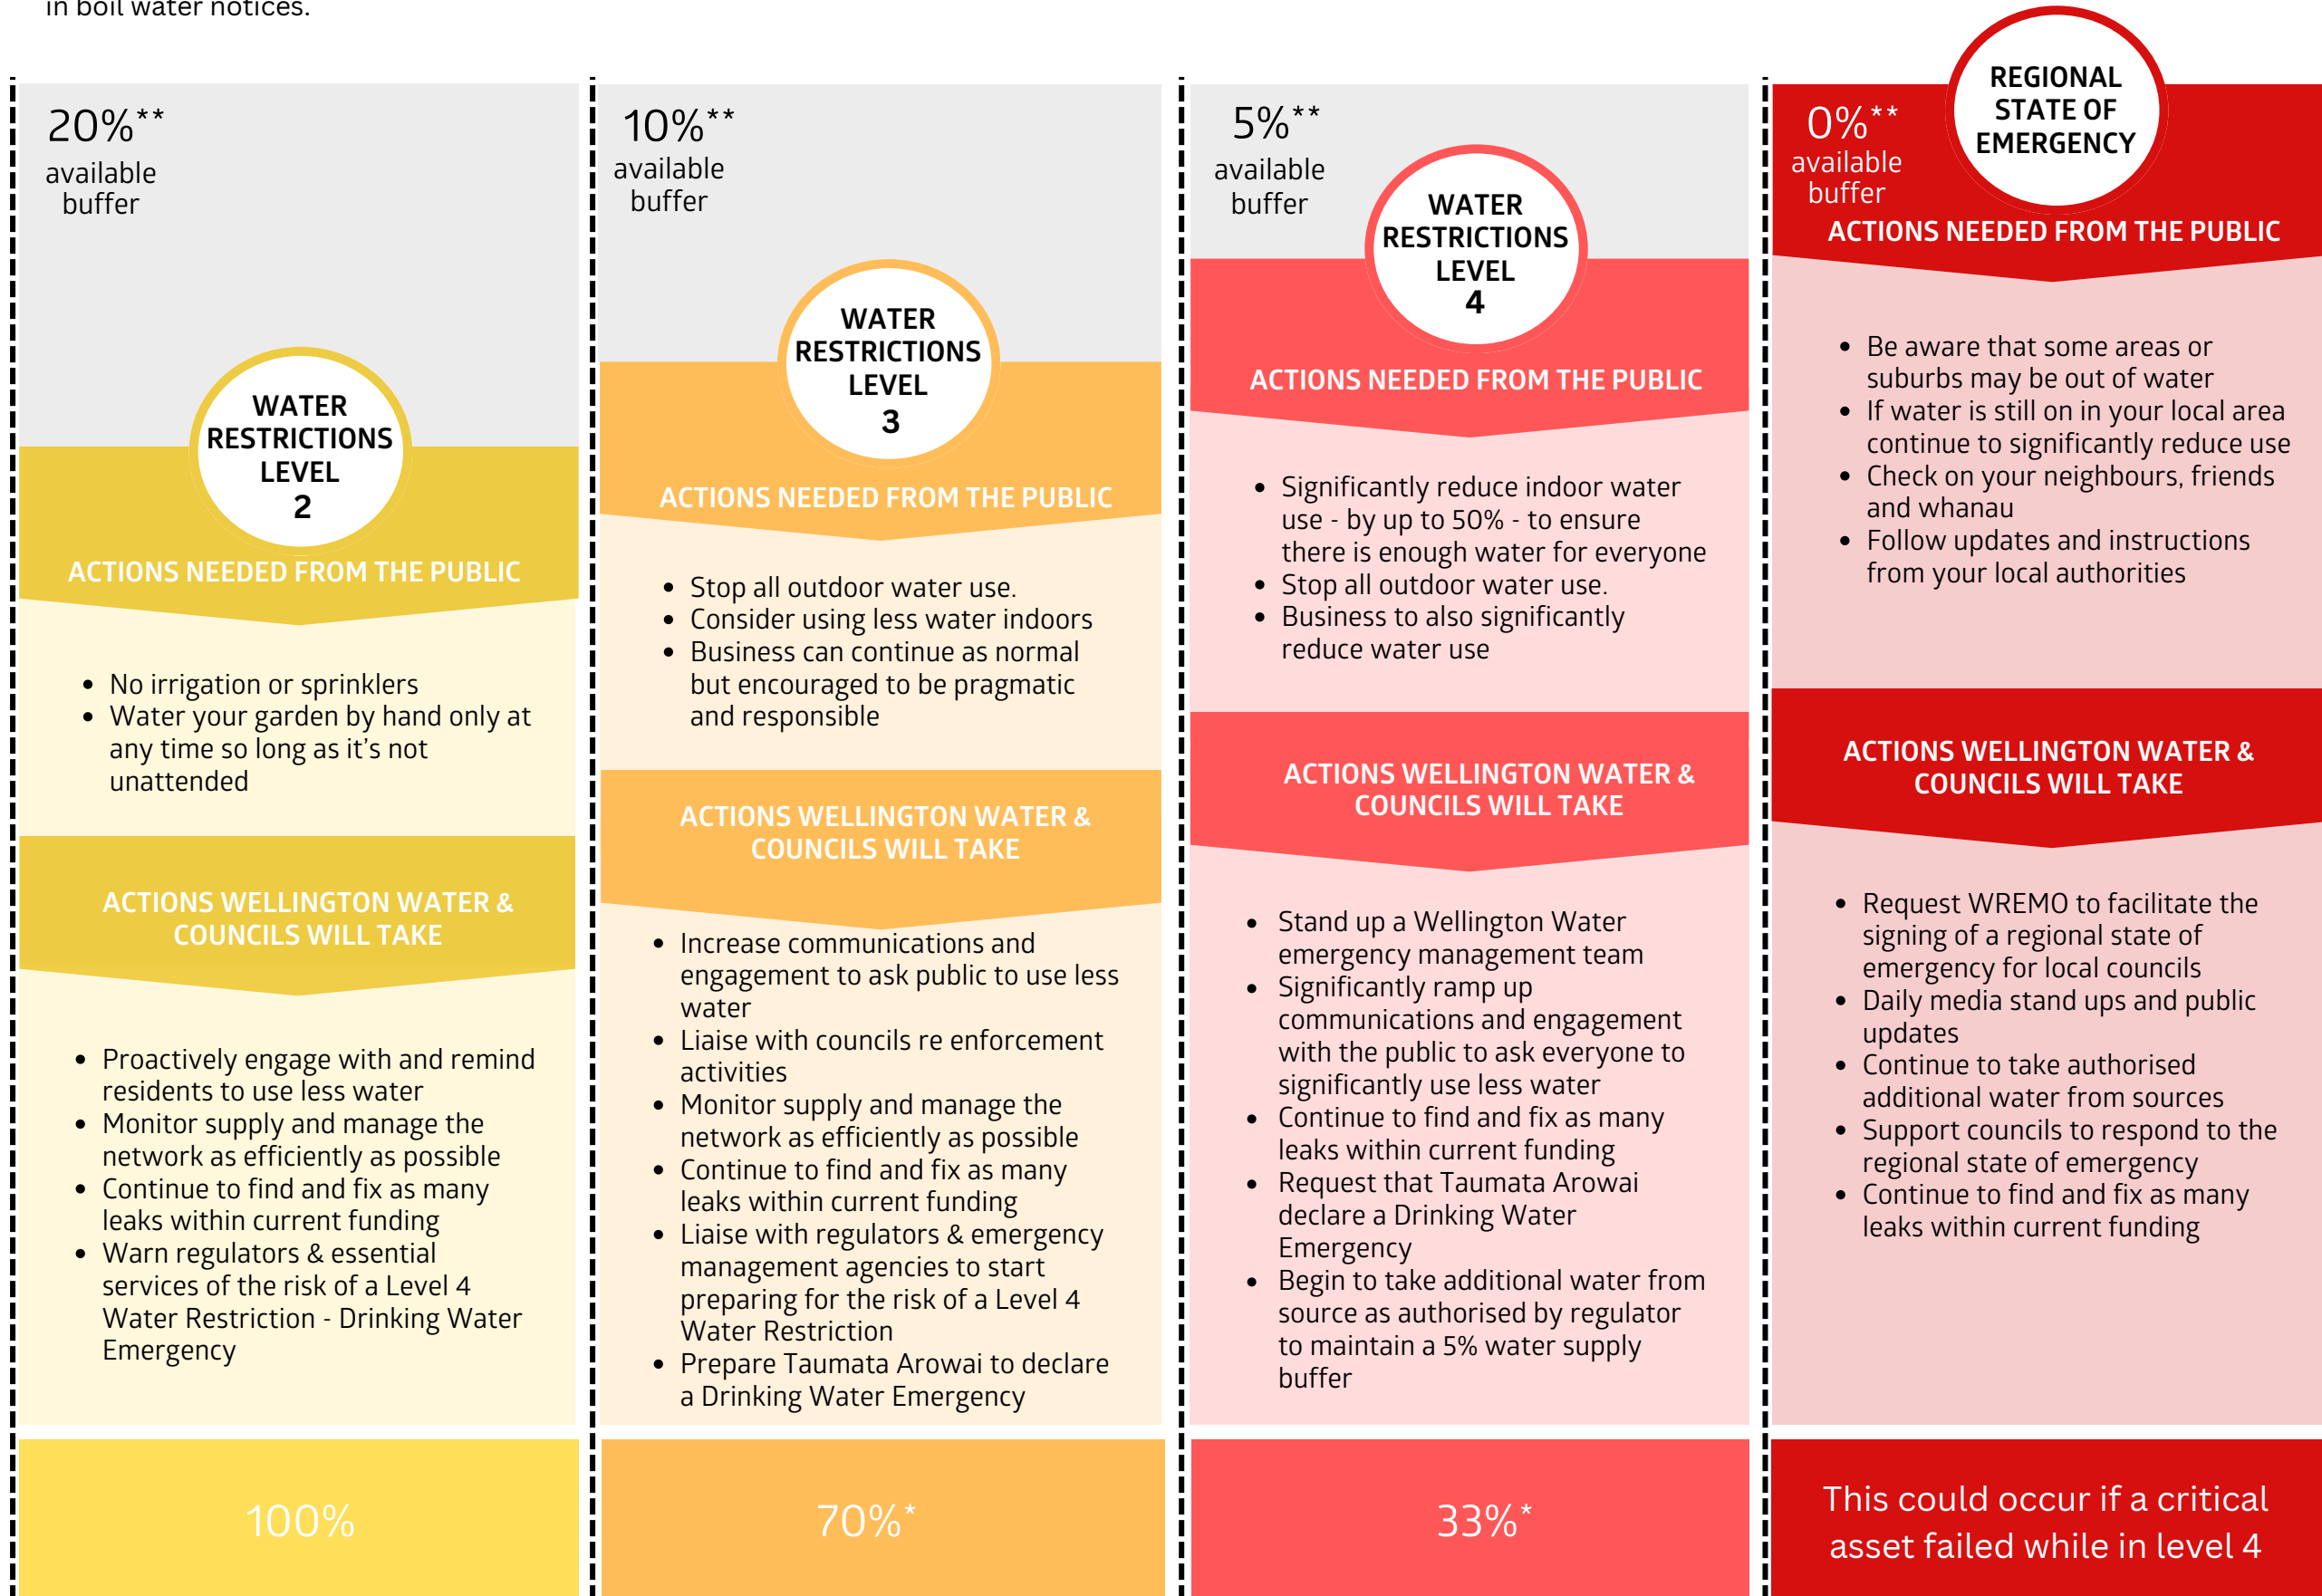 in boil water notices.
20%**
available
buffer
WATER
RESTRICTIONS
LEVEL
2
ACTIONS NEEDED FROM THE PUBLIC
• No irrigation or sprinklers
• Water your garden by hand only at
any time so long as it's not
unattended
ACTIONS WELLINGTON WATER &
COUNCILS WILL TAKE
• Proactively engage with and remind
residents to use less water
• Monitor supply and manage the
network as efficiently as possible
• Continue to find and fix as many
leaks within current funding
• Warn regulators & essential
services of the risk of a Level 4
Water Restriction - Drinking Water
Emergency
100%
10%**
available
buffer
WATER
RESTRICTIONS
LEVEL
3
ACTIONS NEEDED FROM THE PUBLIC
• Stop all outdoor water use.
• Consider using less water indoors
• Business can continue as normal
but encouraged to be pragmatic
and responsible
ACTIONS WELLINGTON WATER &
COUNCILS WILL TAKE
• Increase communications and
engagement to ask public to use less
water
• Liaise with councils re enforcement
activities
• Monitor supply and manage the
network as efficiently as possible
• Continue to find and fix as many
leaks within current funding
• Liaise with regulators & emergency
management agencies to start
preparing for the risk of a Level 4
Water Restriction
• Prepare Taumata Arowai to declare
a Drinking Water Emergency
70%*
5%**
available
buffer
WATER
RESTRICTIONS
LEVEL
4
ACTIONS NEEDED FROM THE PUBLIC
• Significantly reduce indoor water
use - by up to 50% - to ensure
there is enough water for everyone
• Stop all outdoor water use.
• Business to also significantly
reduce water use
ACTIONS WELLINGTON WATER &
COUNCILS WILL TAKE
• Stand up a Wellington Water
emergency management team
• Significantly ramp up
communications and engagement
with the public to ask everyone to
significantly use less water
• Continue to find and fix as many
leaks within current funding
• Request that Taumata Arowai
declare a Drinking Water
Emergency
• Begin to take additional water from
source as authorised by regulator
to maintain a 5% water supply
buffer
33%*
0%**
available
buffer
REGIONAL
STATE OF
EMERGENCY
ACTIONS NEEDED FROM THE PUBLIC
• Be aware that some areas or
suburbs may be out of water
• If water is still on in your local area
continue to significantly reduce use
• Check on your neighbours, friends
and whanau
• Follow updates and instructions
from your local authorities
ACTIONS WELLINGTON WATER &
COUNCILS WILL TAKE
• Request WREMO to facilitate the
signing of a regional state of
emergency for local councils
• Daily media stand ups and public
updates
• Continue to take authorised
additional water from sources
• Support councils to respond to the
regional state of emergency
• Continue to find and fix as many
leaks within current funding
This could occur if a critical
asset failed while in level 4